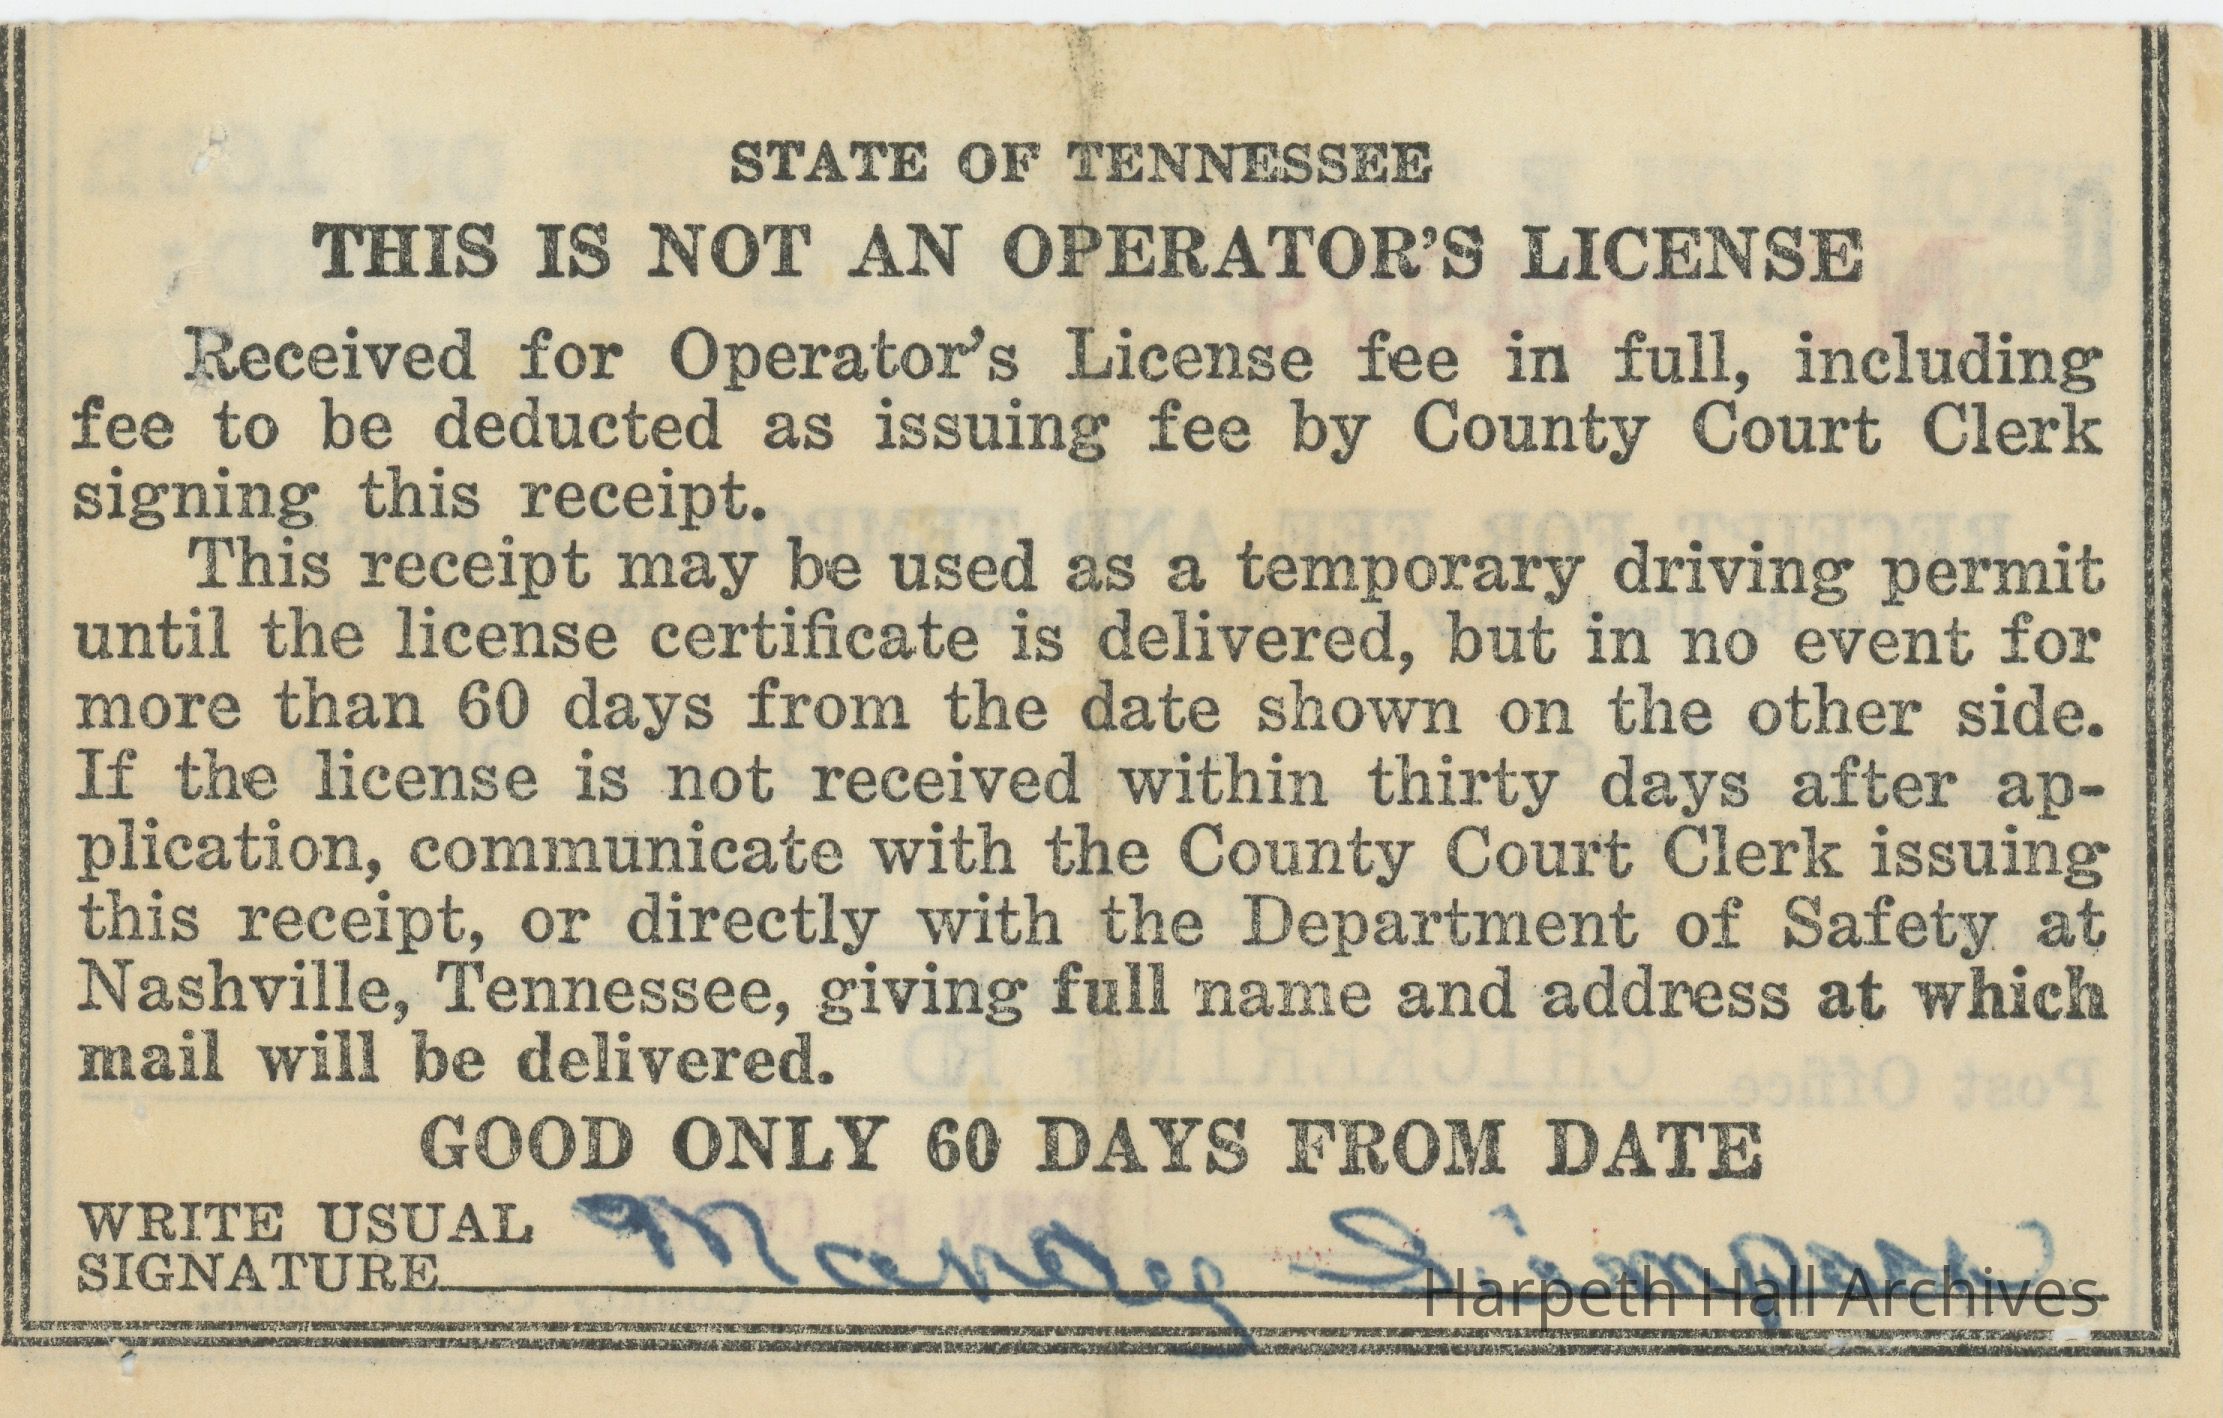 STATE OF TENNESSEE
THIS IS NOT AN OPERATOR'S LICENSE
Received for Operator's License fee in full, including
fee to be deducted as issuing fee by County Court Clerk
signing this receipt.
This receipt may be used as a temporary driving permit
until the license certificate is delivered, but in no event for
more than 60 days from the date shown on the other side.
If the license is not received within thirty days after ap-
plication, communicate with the County Court Clerk issuing
this receipt, or directly with the Department of Safety at
Nashville, Tennessee, giving full name and address at which
mail will be delivered.
GOOD ONLY 60 DAYS FROM DATE
WRITE USUAL
SIGNATURE
Harpeth Hall Archives